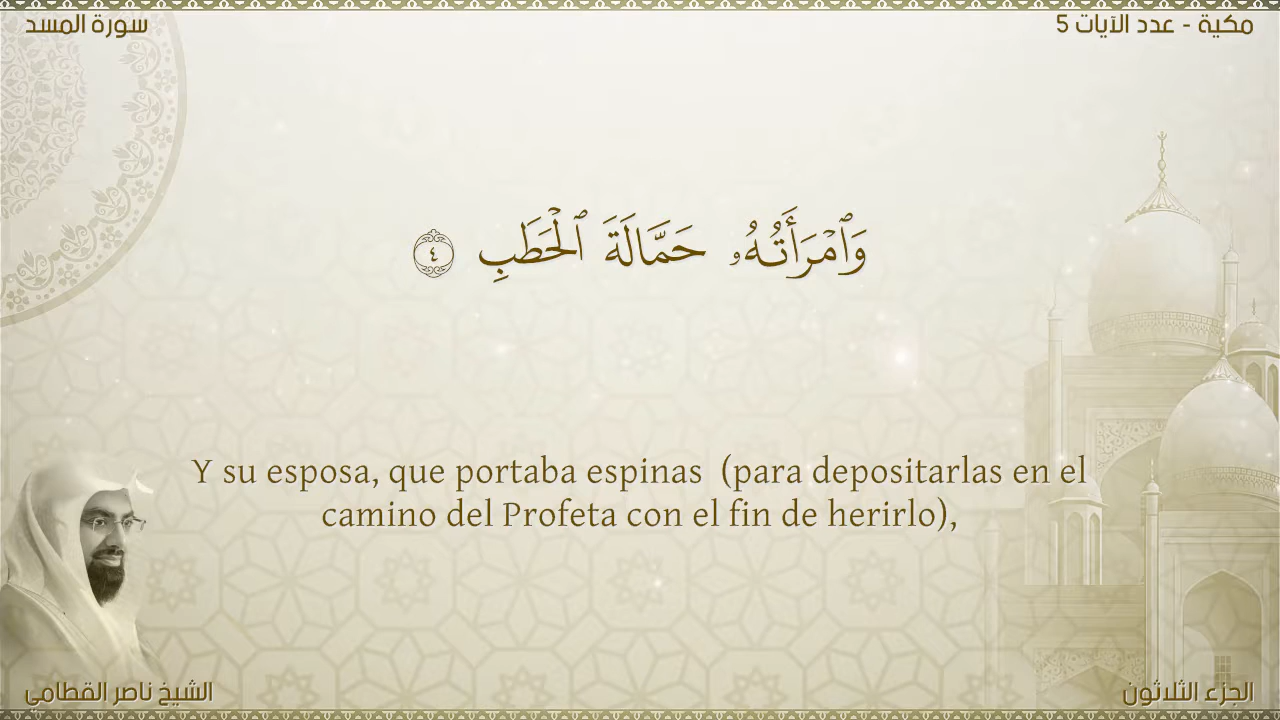 سورة المسد
مكية - عدد الآيات 5
وَٱمْرَأَتُهُۥ حَمَّالَةَ ٱلْحَطَبِ ٤
Y su esposa, que portaba espinas (para depositarlas en el
camino del Profeta con el fin de herirlo),
الشيخ ناصر القطامي
الجزء الثلاثون